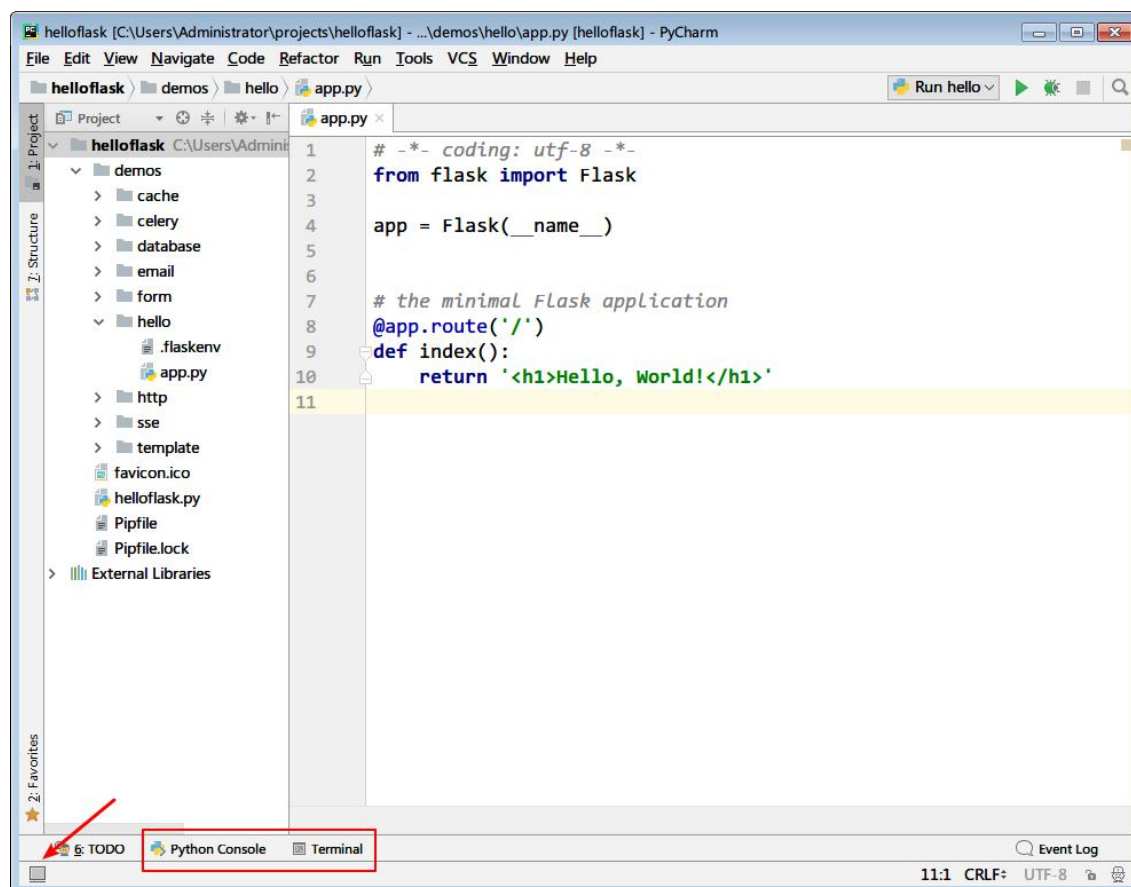 helloflask [C:\Users\Administrator\projects\helloflask] - ...\demos\hello\app.py [helloflask] - PyCharm
File Edit View Navigate Code Refactor Run Tools VCS Window Help
helloflask demos hello app.py Run hello
1: Project
7: Structure
2: Favorites
Project
helloflask C:\Users\Adminis
demos
cache
celery
database
email
form
hello
.flaskenv
app.py
http
sse
template
favicon.ico
helloflask.py
Pipfile
Pipfile.lock
External Libraries
app.py
1 # -*- coding: utf-8 -*-
2 from flask import Flask
3
4 app = Flask(__name__)
5
6
7 # the minimal Flask application
8 @app.route('/')
9 def index():
10 return '<h1>Hello, World!</h1>'
11
6: TODO Python Console Terminal Event Log
11:1 CRLF UTF-8